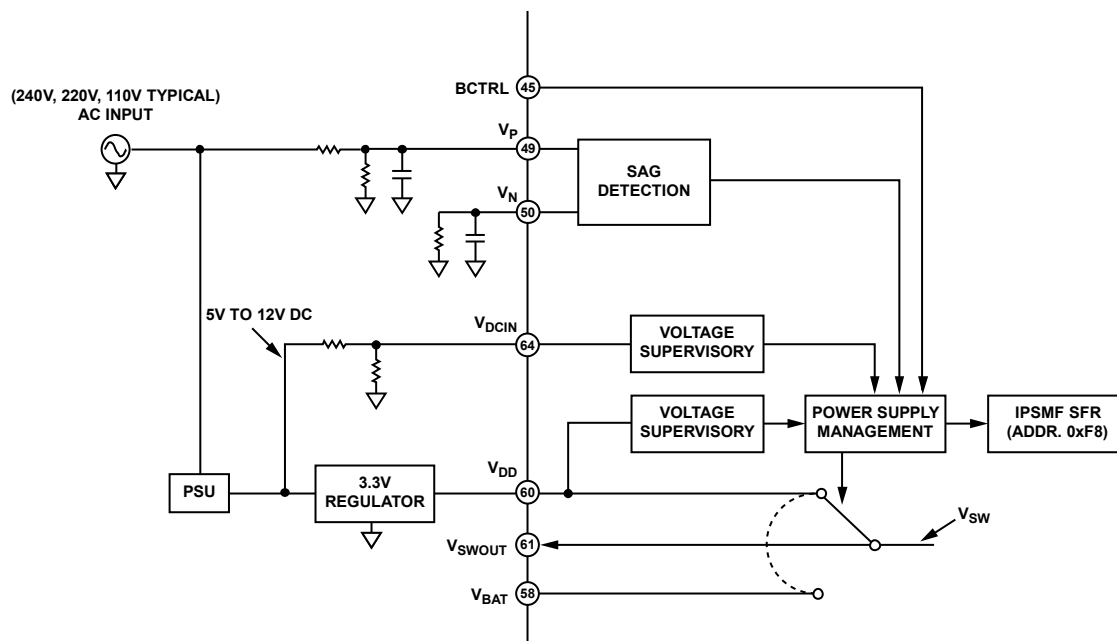 BCTRL
45
(240V, 220V, 110V TYPICAL)
AC INPUT
VP
49
SAG
DETECTION
VN
50
5V TO 12V DC
VDCIN
64
VOLTAGE
SUPERVISORY
VOLTAGE
SUPERVISORY
POWER SUPPLY
MANAGEMENT
IPSMF SFR
(ADDR. 0xF8)
PSU
3.3V
REGULATOR
VDD
60
VSW
VSWOUT
61
VBAT
58